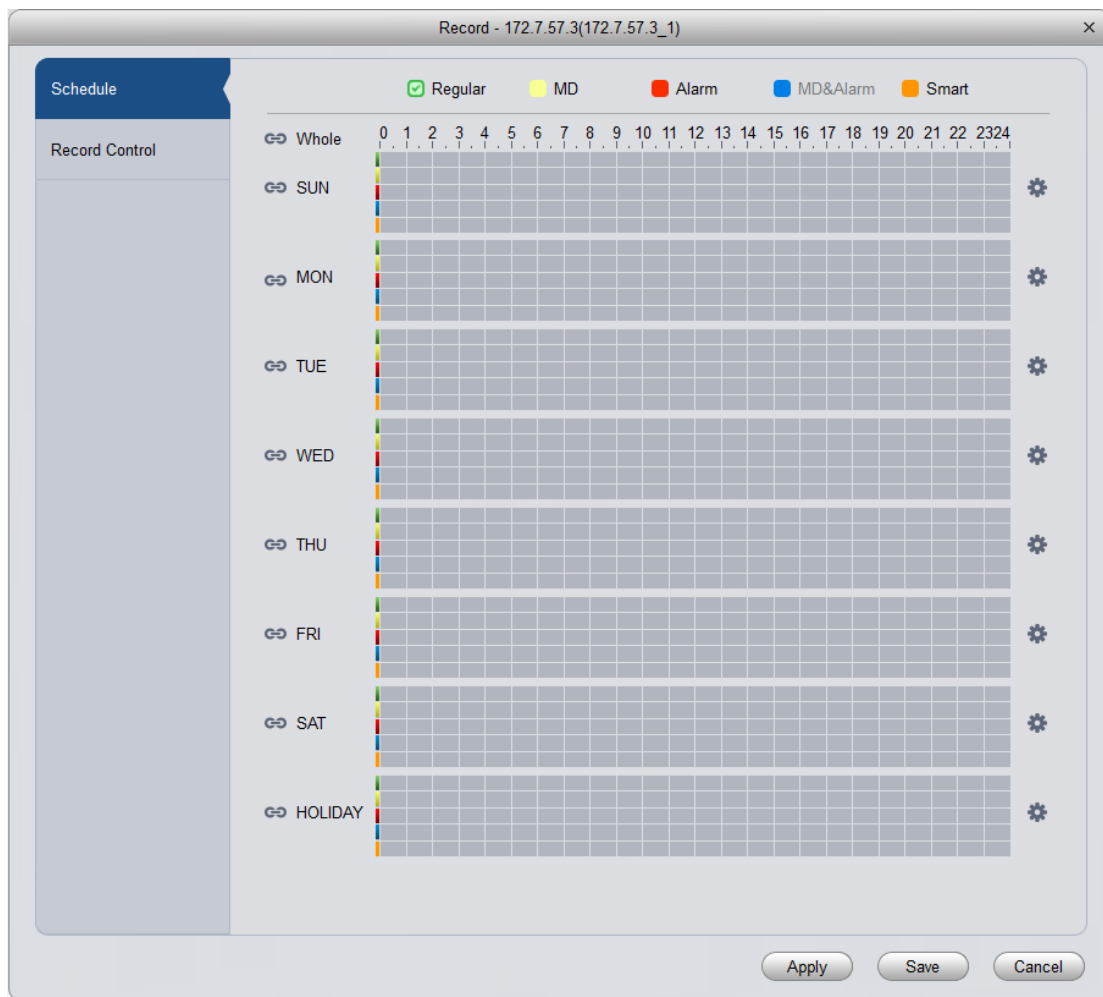 Record - 172.7.57.3(172.7.57.3_1)
Schedule
Record Control
Regular MD Alarm MD&Alarm Smart
Whole 0 1 2 3 4 5 6 7 8 9 10 11 12 13 14 15 16 17 18 19 20 21 22 2324
SUN
MON
TUE
WED
THU
FRI
SAT
HOLIDAY
Apply Save Cancel